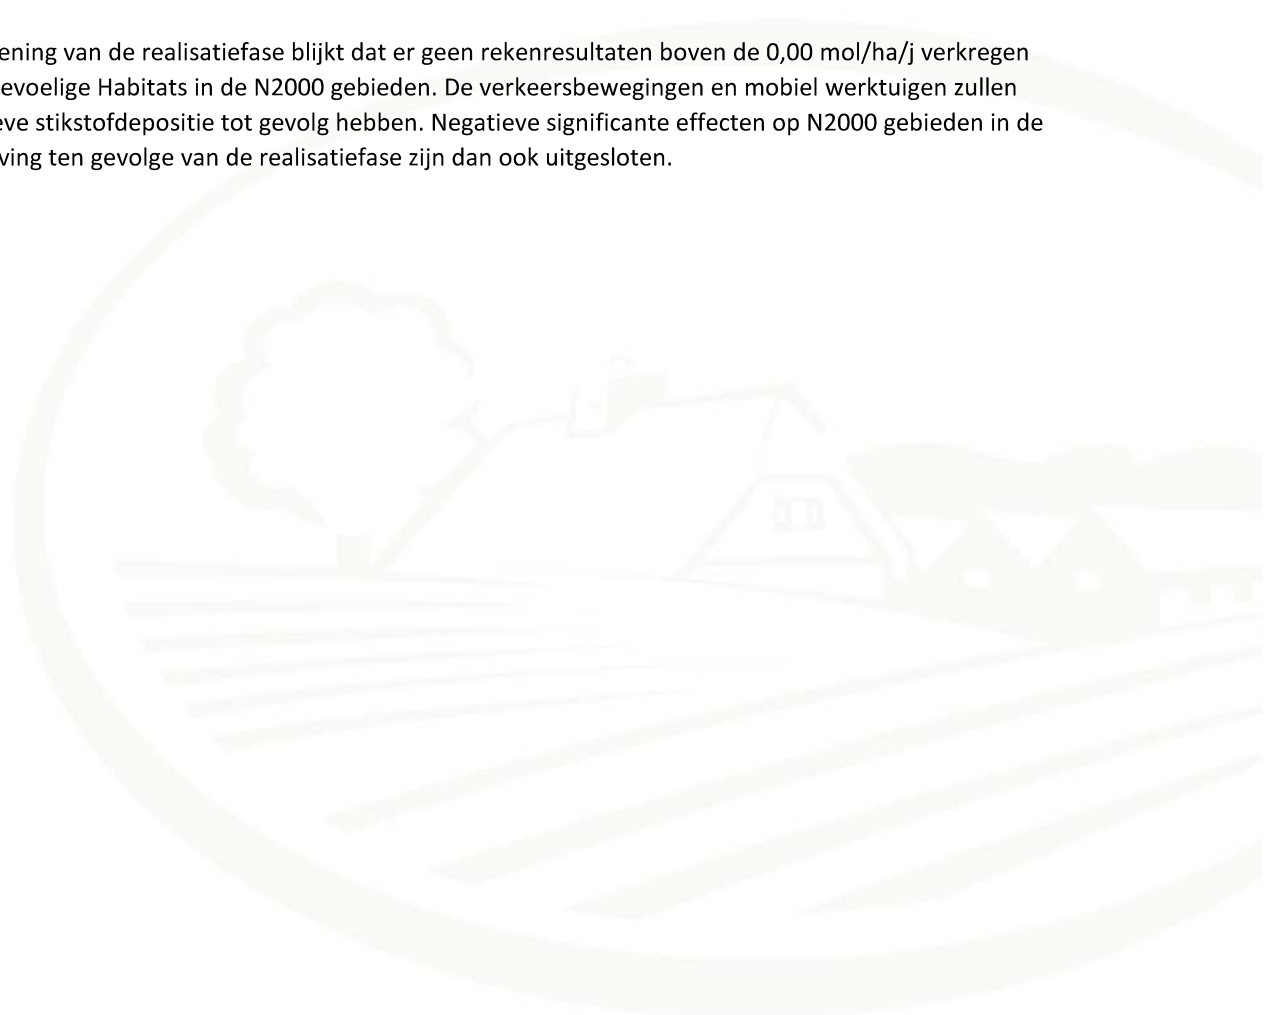 ening van de realisatiefase blijkt dat er geen rekenresultaten boven de 0,00 mol/ha/j verkregen
evoelige Habitats in de N2000 gebieden. De verkeersbewegingen en mobiel werktuigen zullen
eve stikstofdepositie tot gevolg hebben. Negatieve significante effecten op N2000 gebieden in de
ving ten gevolge van de realisatiefase zijn dan ook uitgesloten.